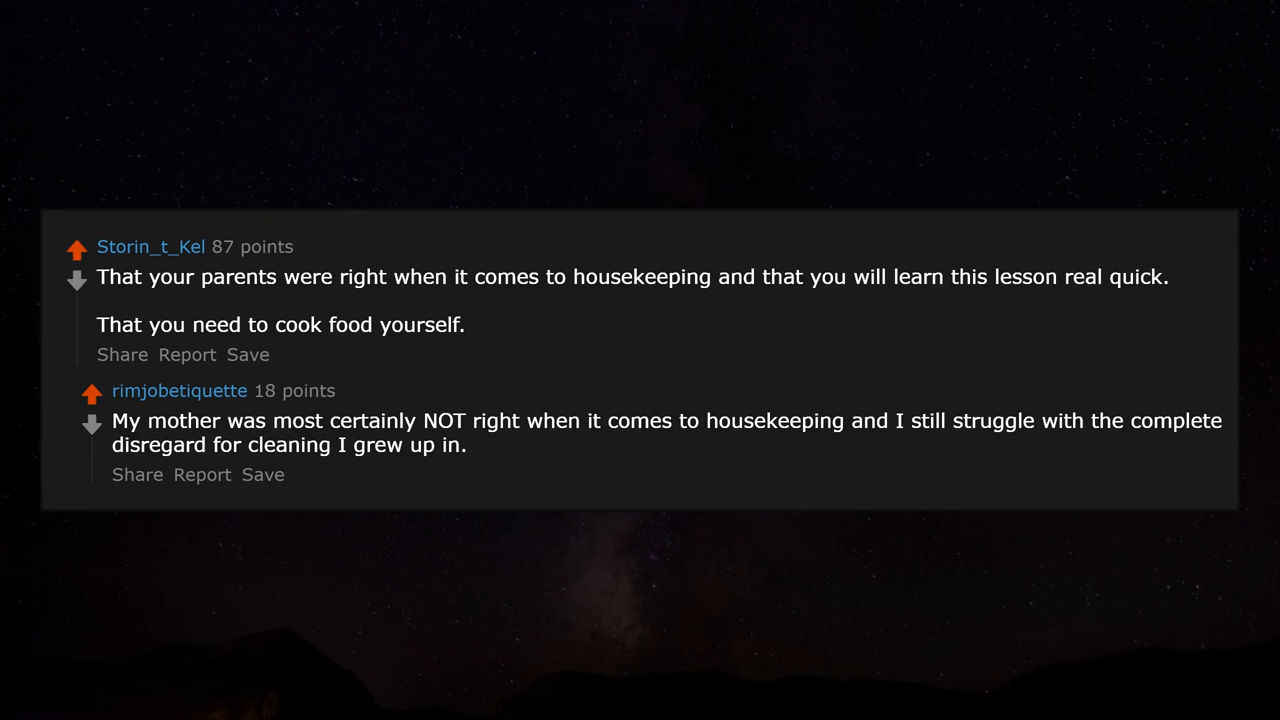 Storin_t_Kel 87 points
That your parents were right when it comes to housekeeping and that you will learn this lesson real quick.
That you need to cook food yourself.
Share Report Save
rimjobetiquette 18 points
My mother was most certainly NOT right when it comes to housekeeping and I still struggle with the complete
disregard for cleaning I grew up in.
Share Report Save